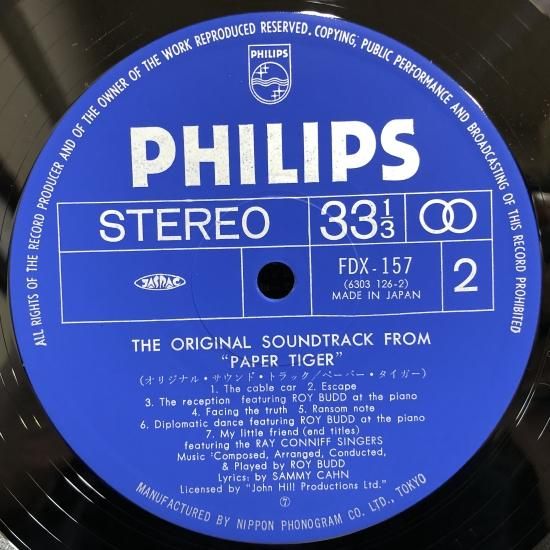 ALL RIGHTS OF THE RECORD PRODUCER AND OF THE OWNER OF THE WORK REPRODUCED RESERVED. COPYING, PUBLIC PERFORMANCE AND BROADCASTING OF THIS RECORD PROHIBITED
PHILIPS
PHILIPS
STEREO
33 1/3
JASRAC
FDX-157
(6303 126-2)
MADE IN JAPAN
2
THE ORIGINAL SOUNDTRACK FROM
"PAPER TIGER"
(オリジナル・サウンド・トラック/ペーパー・タイガー)
1. The cable car 2. Escape
3. The reception featuring ROY BUDD at the piano
4. Facing the truth 5. Ransom note
6. Diplomatic dance featuring ROY BUDD at the piano
7. My little friend (end titles)
featuring the RAY CONNIFF SINGERS
Music: Composed, Arranged, Conducted,
& Played by ROY BUDD
Lyrics: by SAMMY CAHN
Licensed by "John Hill Productions Ltd."
⑦
MANUFACTURED BY NIPPON PHONOGRAM CO. LTD., TOKYO